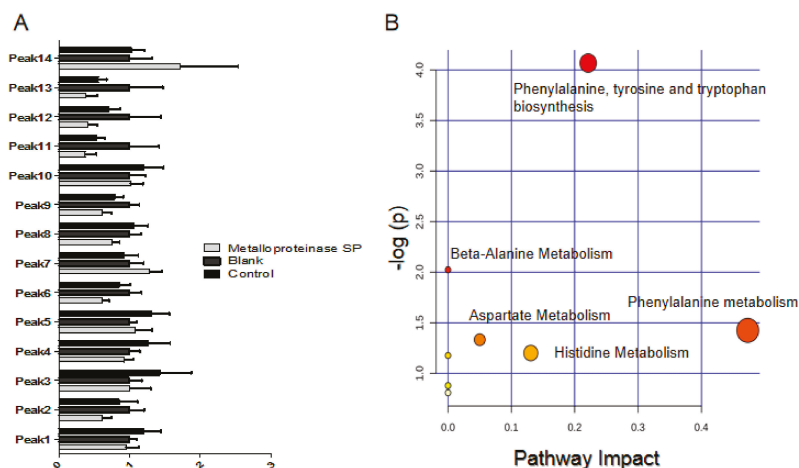 A
Peak14
Peak13
Peak12
Peak11
Peak10
Peak9
Peak8
Peak7
Peak6
Peak5
Peak4
Peak3
Peak2
Peak1
0
1
2
3
Metalloproteinase SP
Blank
Control
B
-log (p)
4.0
3.5
3.0
2.5
2.0
1.5
1.0
Phenylalanine, tyrosine and tryptophan
biosynthesis
Beta-Alanine Metabolism
Phenylalanine metabolism
Aspartate Metabolism
Histidine Metabolism
0.0
0.1
0.2
0.3
0.4
Pathway Impact